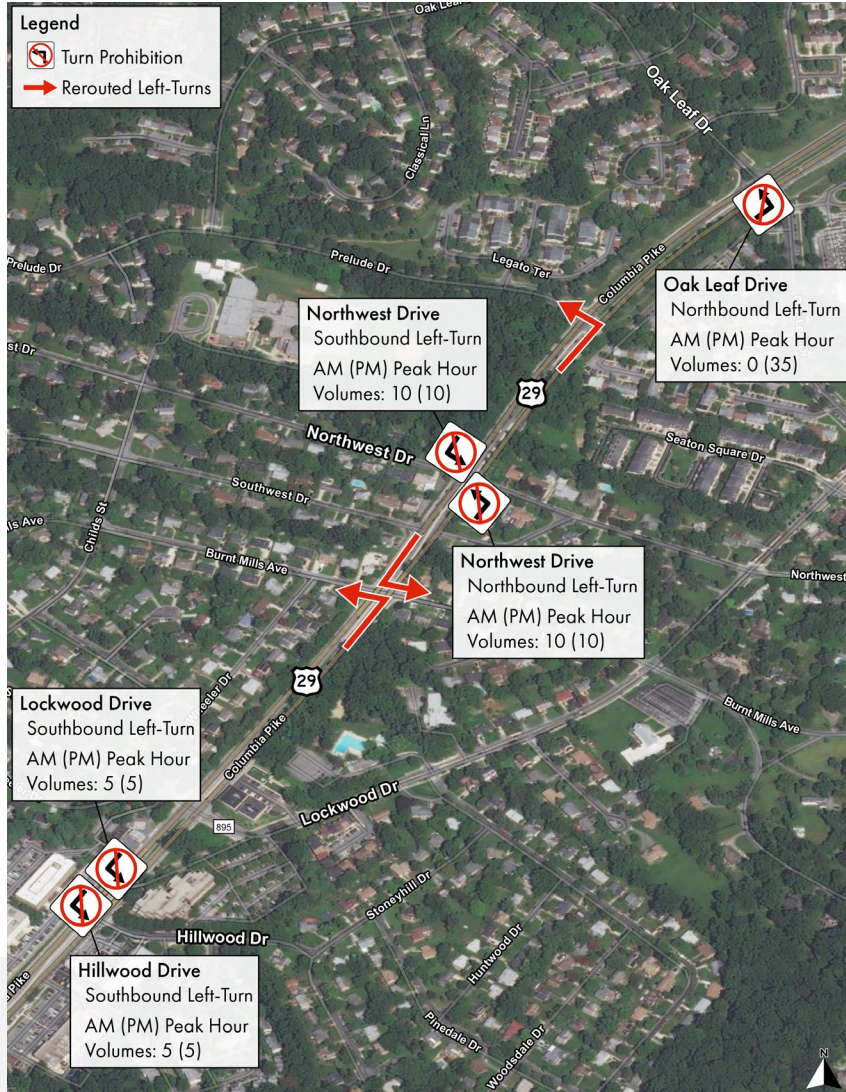 Legend
Turn Prohibition
Rerouted Left-Turns
Oak Leaf
Oak Leaf Dr
Classical Ln
Prelude Dr
Prelude Dr
Legato Ter
Columbia Pike
Oak Leaf Drive
Northbound Left-Turn
AM (PM) Peak Hour
Volumes: 0 (35)
Northwest Drive
Southbound Left-Turn
AM (PM) Peak Hour
Volumes: 10 (10)
st Dr
29
Northwest Dr
Seaton Square Dr
Southwest Dr
Childs St
lls Ave
Burnt Mills Ave
Northwest Drive
Northbound Left-Turn
AM (PM) Peak Hour
Volumes: 10 (10)
Northwest
29
Lockwood Drive
Southbound Left-Turn
AM (PM) Peak Hour
Volumes: 5 (5)
eeler Dr
Columbia Pike
Burnt Mills Ave
Lockwood Dr
895
Stoneyhill Dr
Hillwood Dr
Huntwood Dr
Pike
Hillwood Drive
Southbound Left-Turn
AM (PM) Peak Hour
Volumes: 5 (5)
Pinedale Dr
Woodsdale Dr
N